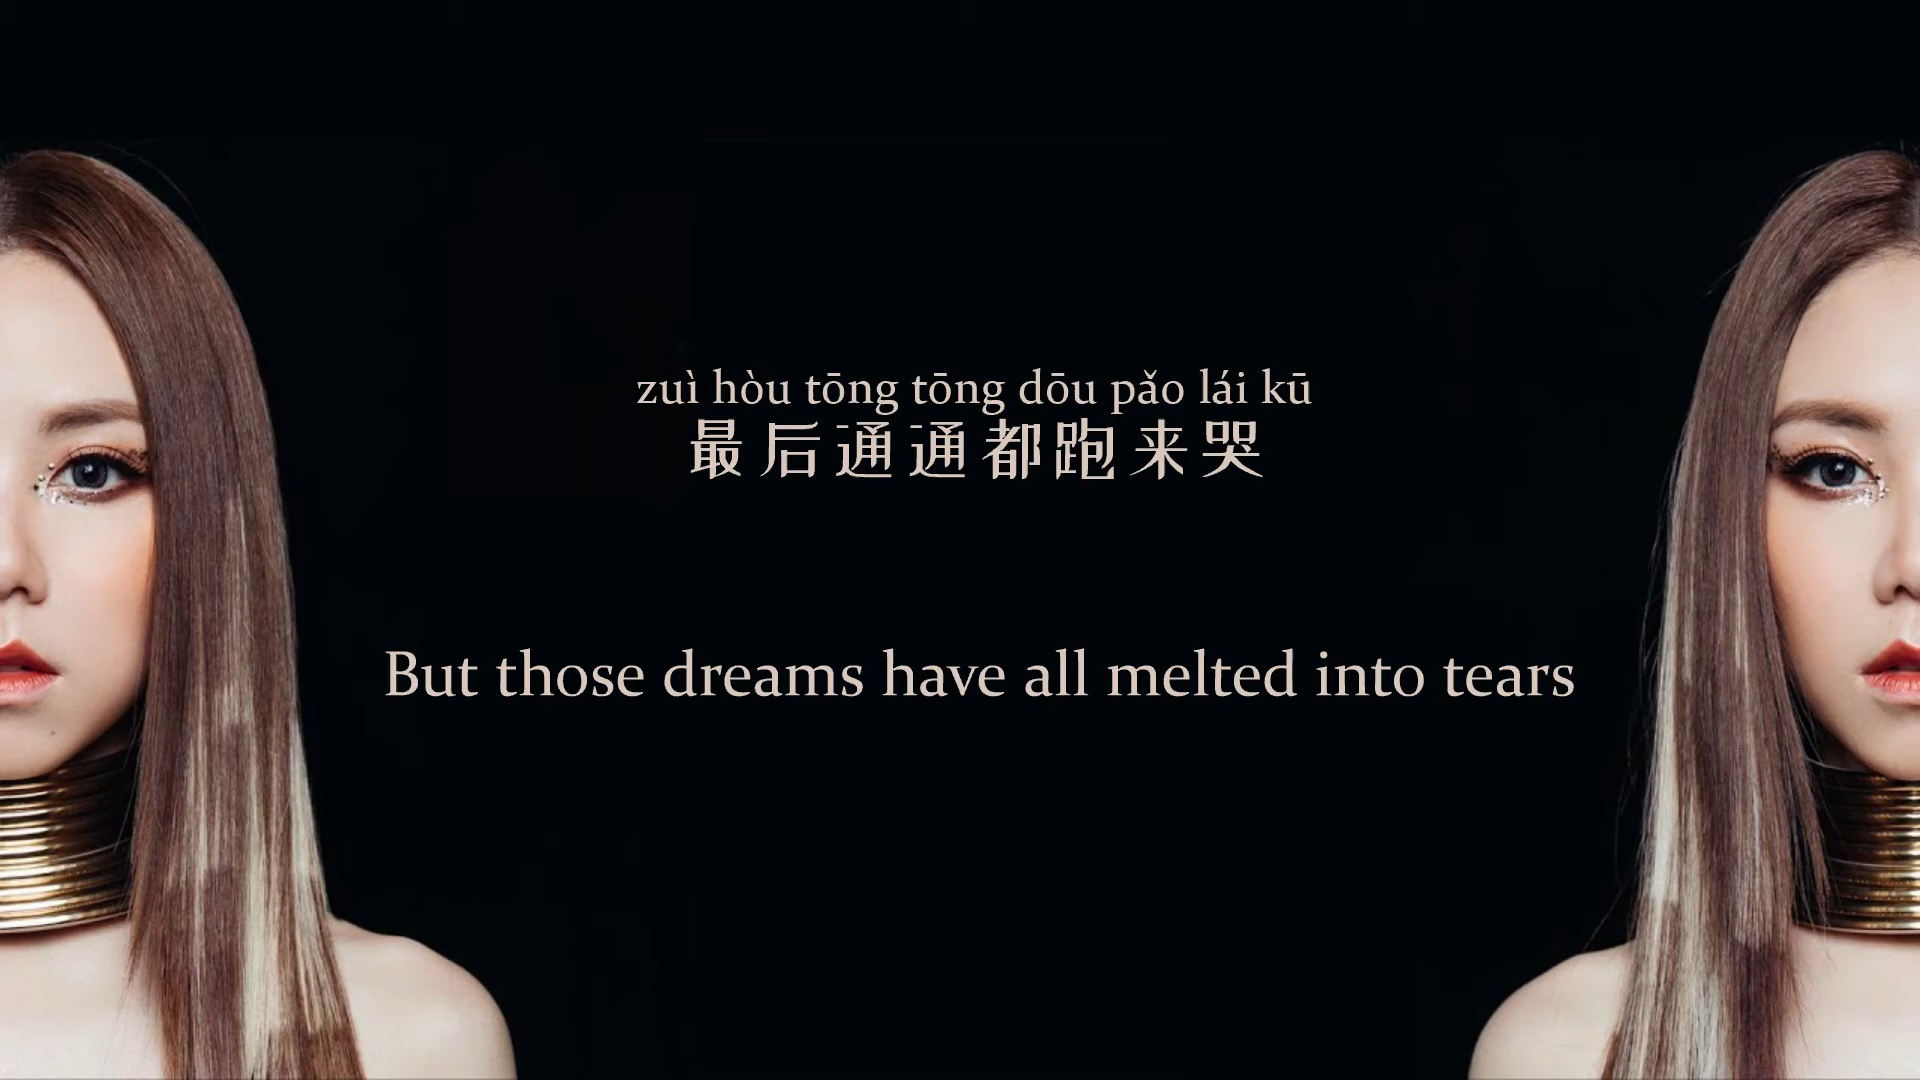 zuì hòu tōng tōng dōu pǎo lái kū
最后通通都跑来哭
But those dreams have all melted into tears